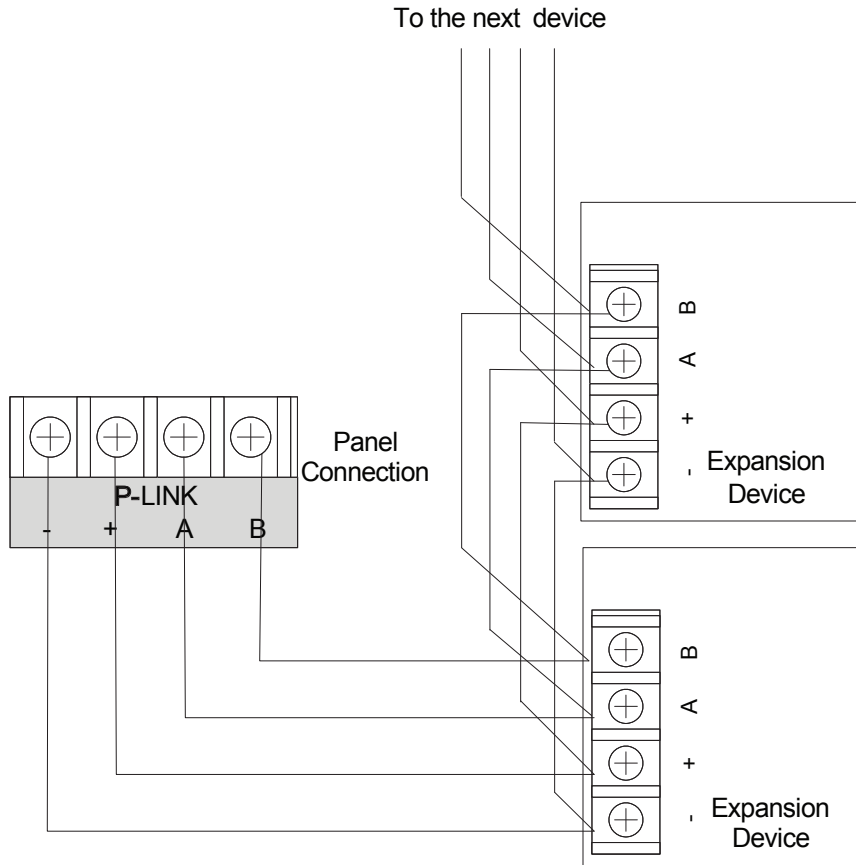 To the next device
B
A
+
- Expansion
Device
Panel
Connection
P-LINK
- + A B
B
A
+
- Expansion
Device